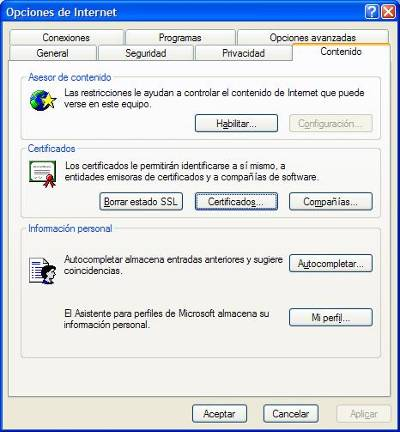 Opciones de Internet
Conexiones Programas Opciones avanzadas
General Seguridad Privacidad Contenido
Asesor de contenido
Las restricciones le ayudan a controlar el contenido de Internet que puede
verse en este equipo.
Habilitar... Configuración...
Certificados
Los certificados le permitirán identificarse a sí mismo, a
entidades emisoras de certificados y a compañías de software.
Borrar estado SSL Certificados... Compañías...
Información personal
Autocompletar almacena entradas anteriores y sugiere
coincidencias.
Autocompletar...
El Asistente para perfiles de Microsoft almacena su
información personal.
Mi perfil...
Aceptar Cancelar Aplicar